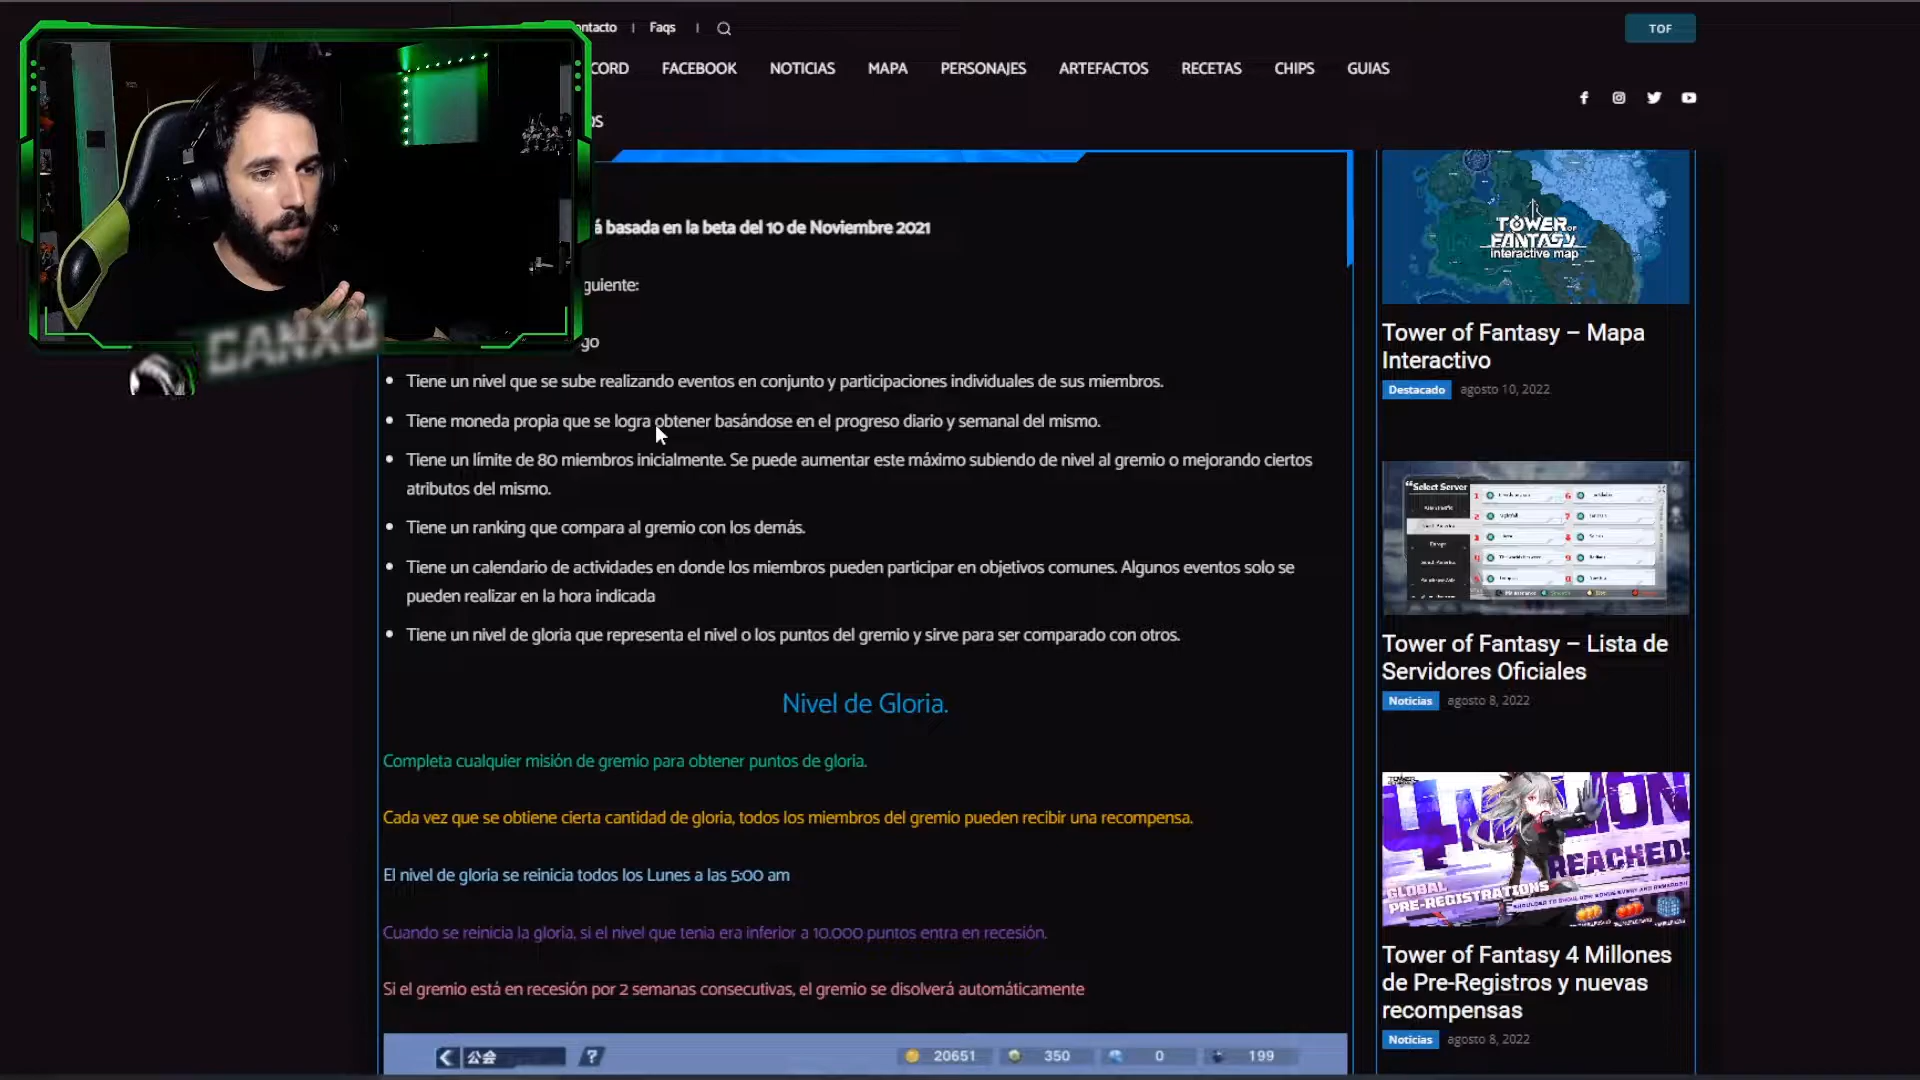 ontacto | Faqs |
TOF
CORD FACEBOOK NOTICIAS MAPA PERSONAJES ARTEFACTOS RECETAS CHIPS GUIAS
OS
á basada en la beta del 10 de Noviembre 2021
guiente:
go
GANXO
• Tiene un nivel que se sube realizando eventos en conjunto y participaciones individuales de sus miembros.
• Tiene moneda propia que se logra obtener basándose en el progreso diario y semanal del mismo.
• Tiene un límite de 80 miembros inicialmente. Se puede aumentar este máximo subiendo de nivel al gremio o mejorando ciertos
atributos del mismo.
• Tiene un ranking que compara al gremio con los demás.
• Tiene un calendario de actividades en donde los miembros pueden participar en objetivos comunes. Algunos eventos solo se
pueden realizar en la hora indicada
• Tiene un nivel de gloria que representa el nivel o los puntos del gremio y sirve para ser comparado con otros.
Nivel de Gloria.
Completa cualquier misión de gremio para obtener puntos de gloria.
Cada vez que se obtiene cierta cantidad de gloria, todos los miembros del gremio pueden recibir una recompensa.
El nivel de gloria se reinicia todos los Lunes a las 5:00 am
Cuando se reinicia la gloria, si el nivel que tenia era inferior a 10.000 puntos entra en recesión.
Si el gremio está en recesión por 2 semanas consecutivas, el gremio se disolverá automáticamente
公会 ? 20651 350 0 199
TOWER OF
FANTASY
interactive map
Tower of Fantasy – Mapa
Interactivo
Destacado agosto 10, 2022
Select Server
Tower of Fantasy – Lista de
Servidores Oficiales
Noticias agosto 8, 2022
REACHED!
GLOBAL
PRE-REGISTRATIONS
Tower of Fantasy 4 Millones
de Pre-Registros y nuevas
recompensas
Noticias agosto 8, 2022